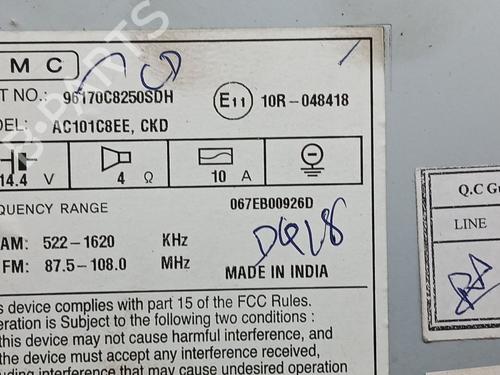 M C
T NO.: 96170C8250SDH
E11 10R-048418
DEL: AC101C8EE, CKD
14.4 V
4 Ω
10 A
QUENCY RANGE
067EB00926D
AM: 522-1620 KHz
FM: 87.5-108.0 MHz
MADE IN INDIA
s device complies with part 15 of the FCC Rules.
eration is Subject to the following two conditions :
this device may not cause harmful interference, and
the device must accept any interference received,
uding interference that may cause undesired operation
Q.C Gu
LINE